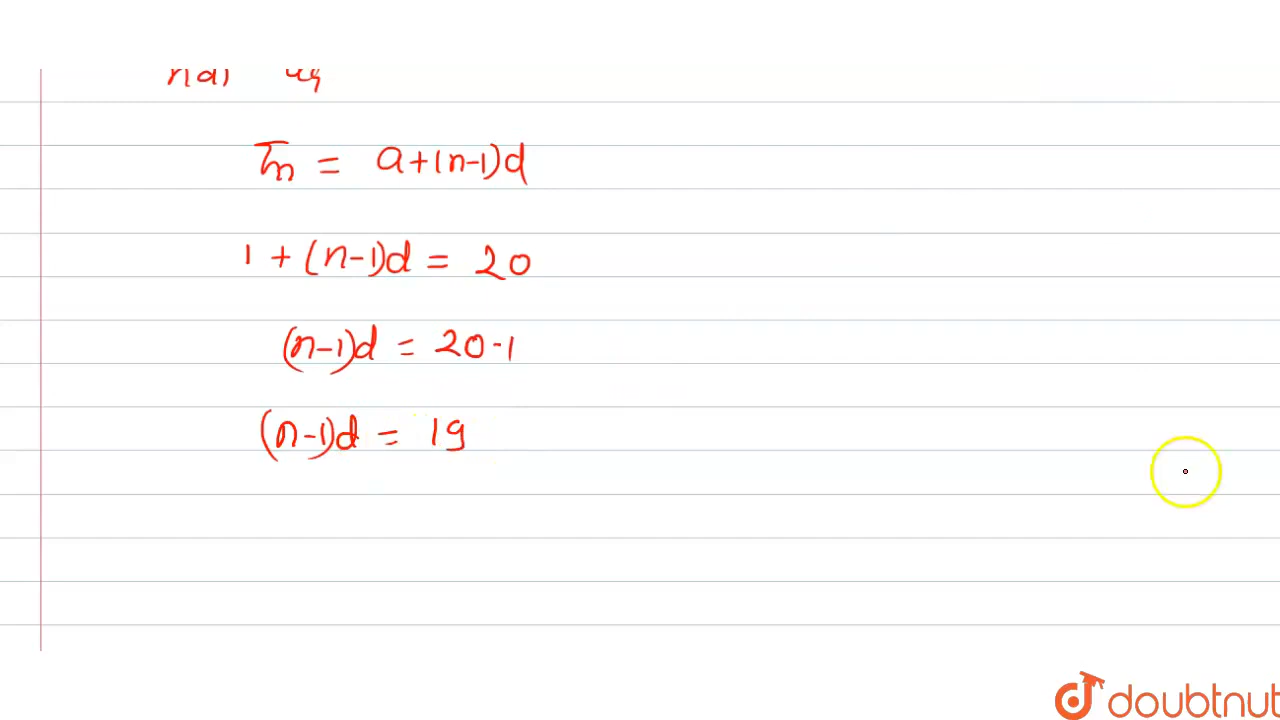 Tn = a+(n-1)d
1 + (n-1)d = 20
(n-1)d = 20-1
(n-1)d = 19
doubtnut